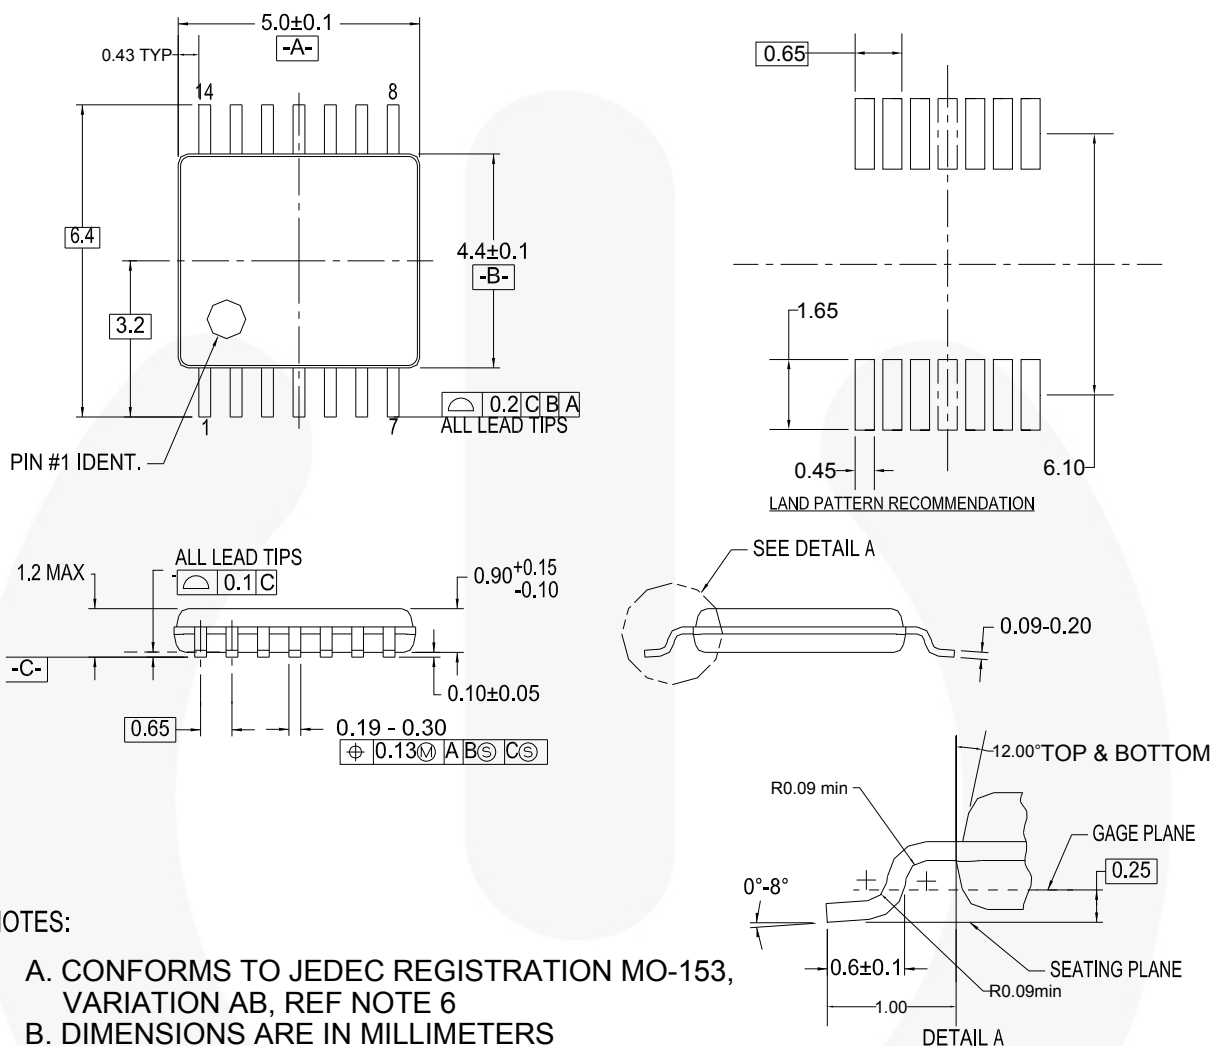 5.0±0.1
-A-
0.43 TYP
14
8
6.4
3.2
4.4±0.1
-B-
1
7
0.2 C B A
ALL LEAD TIPS
PIN #1 IDENT.
0.65
1.65
0.45
6.10
LAND PATTERN RECOMMENDATION
ALL LEAD TIPS
0.1 C
1.2 MAX
0.90+0.15
-0.10
-C-
0.10±0.05
0.65
0.19 - 0.30
⌖ 0.13Ⓜ A BⓈ CⓈ
SEE DETAIL A
0.09-0.20
12.00° TOP & BOTTOM
R0.09 min
GAGE PLANE
0.25
0°-8°
0.6±0.1
SEATING PLANE
R0.09min
1.00
DETAIL A
OTES:
A. CONFORMS TO JEDEC REGISTRATION MO-153,
VARIATION AB, REF NOTE 6
B. DIMENSIONS ARE IN MILLIMETERS